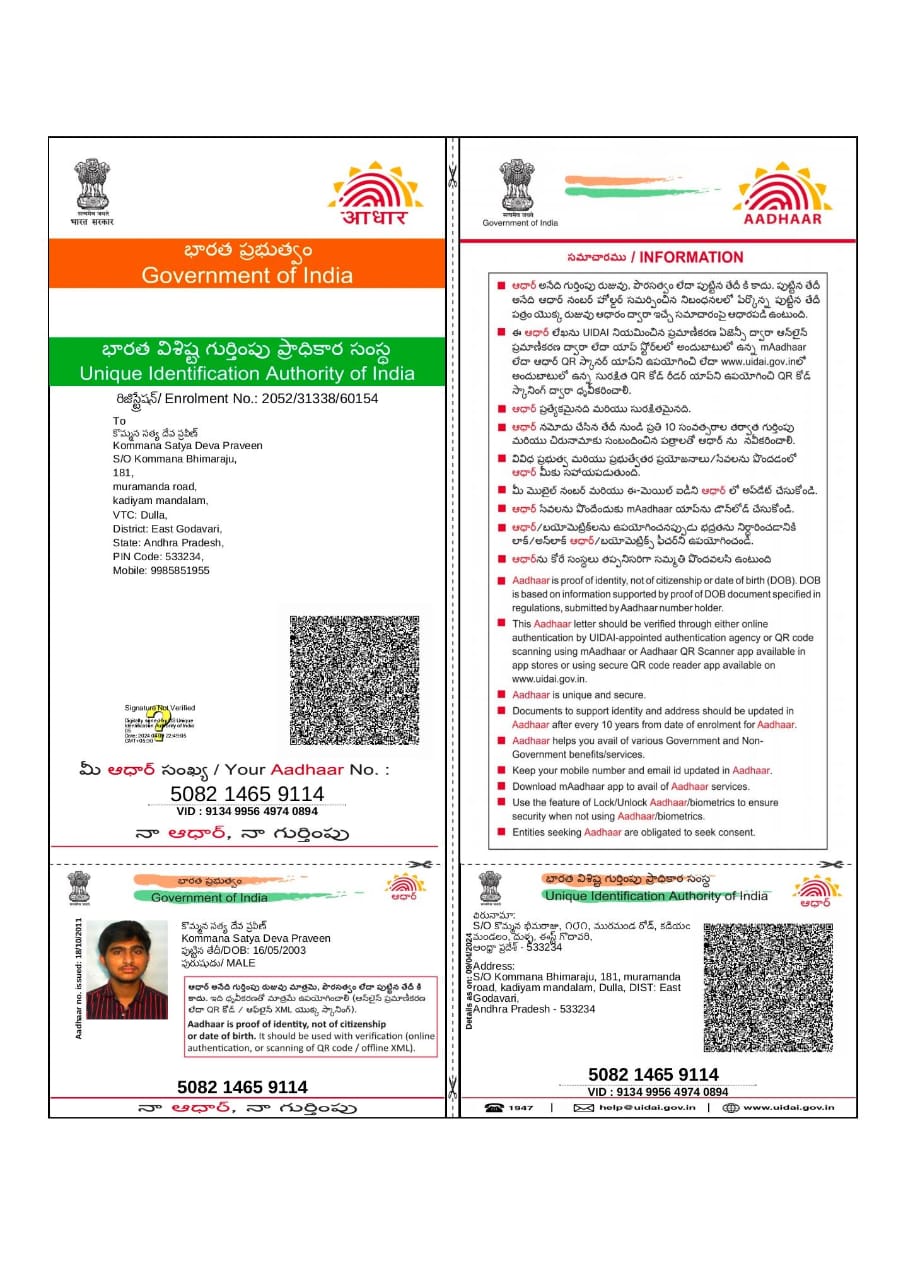 सत्यमेव जयते
भारत सरकार
आधार
భారత ప్రభుత్వం
Government of India
భారత విశిష్ట గుర్తింపు ప్రాధికార సంస్థ
Unique Identification Authority of India
రిజిస్ట్రేషన్/ Enrolment No.: 2052/31338/60154
To
కొమ్మన సత్య దేవ ప్రవీణ్
Kommana Satya Deva Praveen
S/O Kommana Bhimaraju,
181,
muramanda road,
kadiyam mandalam,
VTC: Dulla,
District: East Godavari,
State: Andhra Pradesh,
PIN Code: 533234,
Mobile: 9985851955
Signature Not Verified
మీ ఆధార్ సంఖ్య / Your Aadhaar No. :
5082 1465 9114
VID : 9134 9956 4974 0894
నా ఆధార్, నా గుర్తింపు
सत्यमेव जयते
Government of India
AADHAAR
సమాచారము / INFORMATION
ఆధార్ అనేది గుర్తింపు రుజువు, పౌరసత్వం లేదా పుట్టిన తేదీ కి కాదు. పుట్టిన తేదీ
అనేది ఆధార్ నంబర్ హోల్డర్ సమర్పించిన నిబంధనలలో పేర్కొన్న పుట్టిన తేదీ
పత్రం యొక్క రుజువు ఆధారం ద్వారా ఇచ్చే సమాచారంపై ఆధారపడి ఉంటుంది.
ఈ ఆధార్ లేఖను UIDAI నియమించిన ప్రమాణీకరణ ఏజెన్సీ ద్వారా ఆన్‌లైన్
ప్రమాణీకరణ ద్వారా లేదా యాప్ స్టోర్‌లలో అందుబాటులో ఉన్న mAadhaar
లేదా ఆధార్ QR స్కానర్ యాప్‌ని ఉపయోగించి లేదా www.uidai.gov.inలో
అందుబాటులో ఉన్న సురక్షిత QR కోడ్ రీడర్ యాప్‌ని ఉపయోగించి QR కోడ్
స్కానింగ్ ద్వారా ధృవీకరించాలి.
ఆధార్ ప్రత్యేకమైనది మరియు సురక్షితమైనది.
ఆధార్ నమోదు చేసిన తేదీ నుండి ప్రతి 10 సంవత్సరాల తర్వాత గుర్తింపు
మరియు చిరునామాకు సంబందించిన పత్రాలతో ఆధార్ ను నవీకరించాలి.
వివిధ ప్రభుత్వ మరియు ప్రభుత్వేతర ప్రయోజనాలు/సేవలను పొందడంలో
ఆధార్ మీకు సహాయపడుతుంది.
మీ మొబైల్ నంబర్ మరియు ఈ-మెయిల్ ఐడీని ఆధార్ లో అప్‌డేట్ చేసుకోండి.
ఆధార్ సేవలను పొందేందుకు mAadhaar యాప్‌ను డౌన్‌లోడ్ చేసుకోండి.
ఆధార్/బయోమెట్రిక్‌లను ఉపయోగించనప్పుడు భద్రతను నిర్ధారించడానికి
లాక్/అన్‌లాక్ ఆధార్/బయోమెట్రిక్స్ ఫీచర్‌ని ఉపయోగించండి.
ఆధార్‌ను కోరే సంస్థలు తప్పనిసరిగా సమ్మతి పొందవలసి ఉంటుంది
Aadhaar is proof of identity, not of citizenship or date of birth (DOB). DOB
is based on information supported by proof of DOB document specified in
regulations, submitted by Aadhaar number holder.
This Aadhaar letter should be verified through either online
authentication by UIDAI-appointed authentication agency or QR code
scanning using mAadhaar or Aadhaar QR Scanner app available in
app stores or using secure QR code reader app available on
www.uidai.gov.in.
Aadhaar is unique and secure.
Documents to support identity and address should be updated in
Aadhaar after every 10 years from date of enrolment for Aadhaar.
Aadhaar helps you avail of various Government and Non-
Government benefits/services.
Keep your mobile number and email id updated in Aadhaar.
Download mAadhaar app to avail of Aadhaar services.
Use the feature of Lock/Unlock Aadhaar/biometrics to ensure
security when not using Aadhaar/biometrics.
Entities seeking Aadhaar are obligated to seek consent.
భారత ప్రభుత్వం
Government of India
ఆధార్
Aadhaar no. issued: 18/10/2011
కొమ్మన సత్య దేవ ప్రవీణ్
Kommana Satya Deva Praveen
పుట్టిన తేదీ/DOB: 16/05/2003
పురుషుడు/ MALE
ఆధార్ అనేది గుర్తింపు రుజువు మాత్రమే, పౌరసత్వం లేదా పుట్టిన తేదీ కి
కాదు. ఇది ధృవీకరణతో మాత్రమే ఉపయోగించాలి (ఆన్‌లైన్ ప్రమాణీకరణ
లేదా QR కోడ్ / ఆఫ్‌లైన్ XML యొక్క స్కానింగ్).
Aadhaar is proof of identity, not of citizenship
or date of birth. It should be used with verification (online
authentication, or scanning of QR code / offline XML).
5082 1465 9114
నా ఆధార్, నా గుర్తింపు
భారత విశిష్ట గుర్తింపు ప్రాధికార సంస్థ
Unique Identification Authority of India
ఆధార్
Details as on: 09/04/2024
చిరునామా:
S/O కొమ్మన భీమరాజు, ౧౮౧, మురమండ రోడ్, కడియం
మండలం, దుళ్ళ, ఈస్ట్ గోదావరి,
ఆంధ్రా ప్రదేశ్ - 533234
Address:
S/O Kommana Bhimaraju, 181, muramanda
road, kadiyam mandalam, Dulla, DIST: East
Godavari,
Andhra Pradesh - 533234
5082 1465 9114
VID : 9134 9956 4974 0894
1947 | help@uidai.gov.in | www.uidai.gov.in